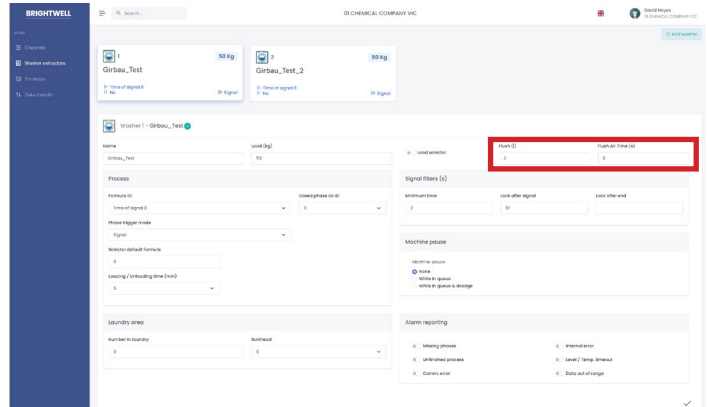 BRIGHTWELL
Search...
01 CHEMICAL COMPANY VIC
David Noyes
01 CHEMICAL COMPANY VIC
MENU
Channels
Washer extractors
Formulas
Data transfer
Add washer
1
50 Kg
Girbau_Test
Time of signal 8
No
Signal
2
50 Kg
Girbau_Test_2
Time of signal 8
No
Signal
Washer 1 - Girbau_Test
Name
Load (kg)
Load selector
Flush (l)
Flush Air Time (s)
Girbau_Test
50
Process
Formula ID
Dosed phase on ID
Time of signal 8
Phase trigger mode
Signal
Selector default formula
0
Loading / Unloading time (min)
5
Signal filters (s)
Minimum time
Lock after signal
Lock after end
2
10
Machine pause
Machine pause
None
While in queue
While in queue & dosage
Laundry area
Number in laundry
Bulkhead
0
0
Alarm reporting
Missing phases
Internal error
Unfinished process
Level / Temp. timeout
Comm. error
Data out of range